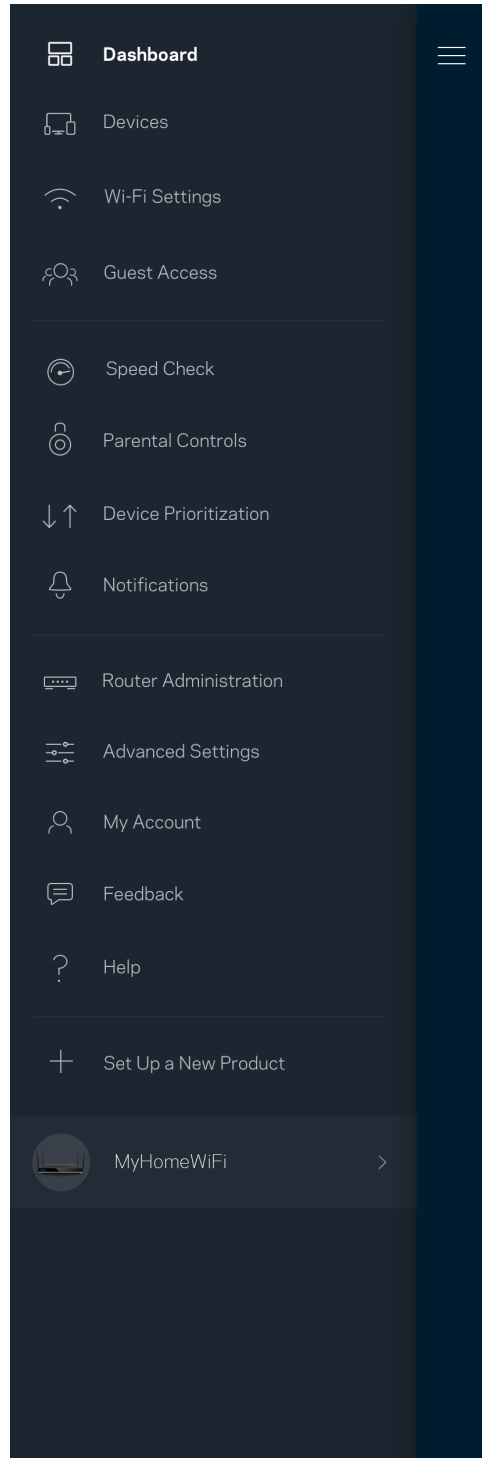 Dashboard
Devices
Wi-Fi Settings
Guest Access
Speed Check
Parental Controls
Device Prioritization
Notifications
Router Administration
Advanced Settings
My Account
Feedback
Help
Set Up a New Product
MyHomeWiFi